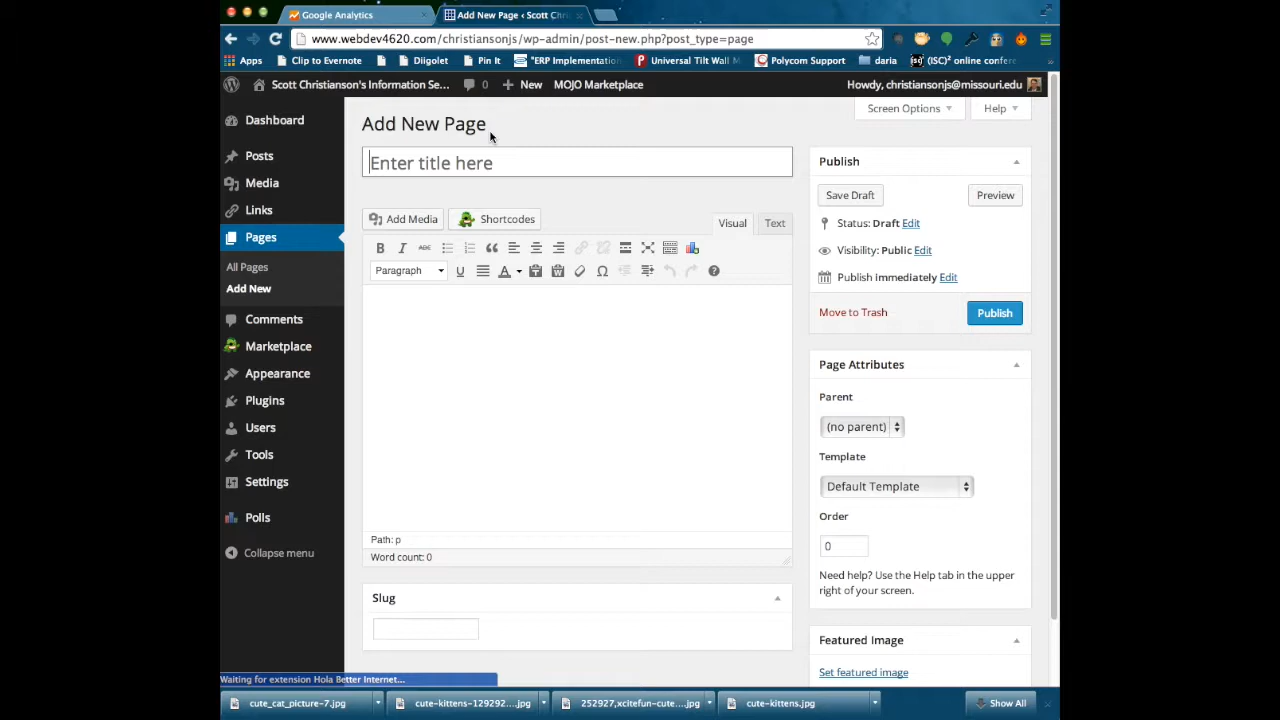 Google Analytics
Add New Page ‹ Scott Chri
www.webdev4620.com/christiansonjs/wp-admin/post-new.php?post_type=page
Apps Clip to Evernote Diigolet Pin It "ERP Implementatio Universal Tilt Wall M Polycom Support daria (ISC)² online confe
Scott Christianson's Information Se... 0 New MOJO Marketplace Howdy, christiansonjs@missouri.edu
Screen Options Help
Dashboard
Posts
Media
Links
Pages
All Pages
Add New
Comments
Marketplace
Appearance
Plugins
Users
Tools
Settings
Polls
Collapse menu
Add New Page
Enter title here
Add Media Shortcodes Visual Text
B I ABC
Paragraph U A Ω ?
Path: p
Word count: 0
Slug
Publish
Save Draft Preview
Status: Draft Edit
Visibility: Public Edit
Publish immediately Edit
Move to Trash Publish
Page Attributes
Parent
(no parent)
Template
Default Template
Order
0
Need help? Use the Help tab in the upper
right of your screen.
Featured Image
Set featured image
Waiting for extension Hola Better Internet...
cute_cat_picture-7.jpg cute-kittens-129292....jpg 252927,xcitefun-cute....jpg cute-kittens.jpg Show All